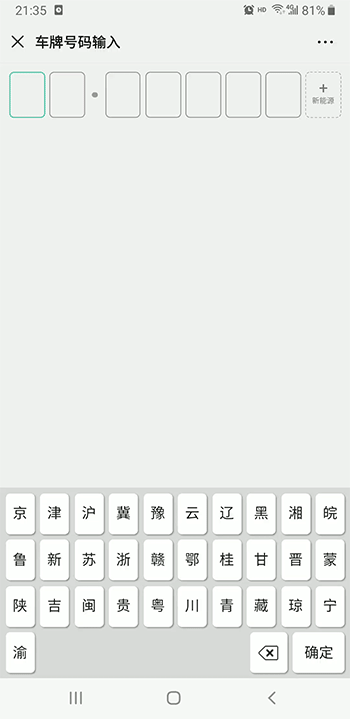 21:35 HD 4G 81%
车牌号码输入
+
新能源
京 津 沪 冀 豫 云 辽 黑 湘 皖
鲁 新 苏 浙 赣 鄂 桂 甘 晋 蒙
陕 吉 闽 贵 粤 川 青 藏 琼 宁
渝 确定